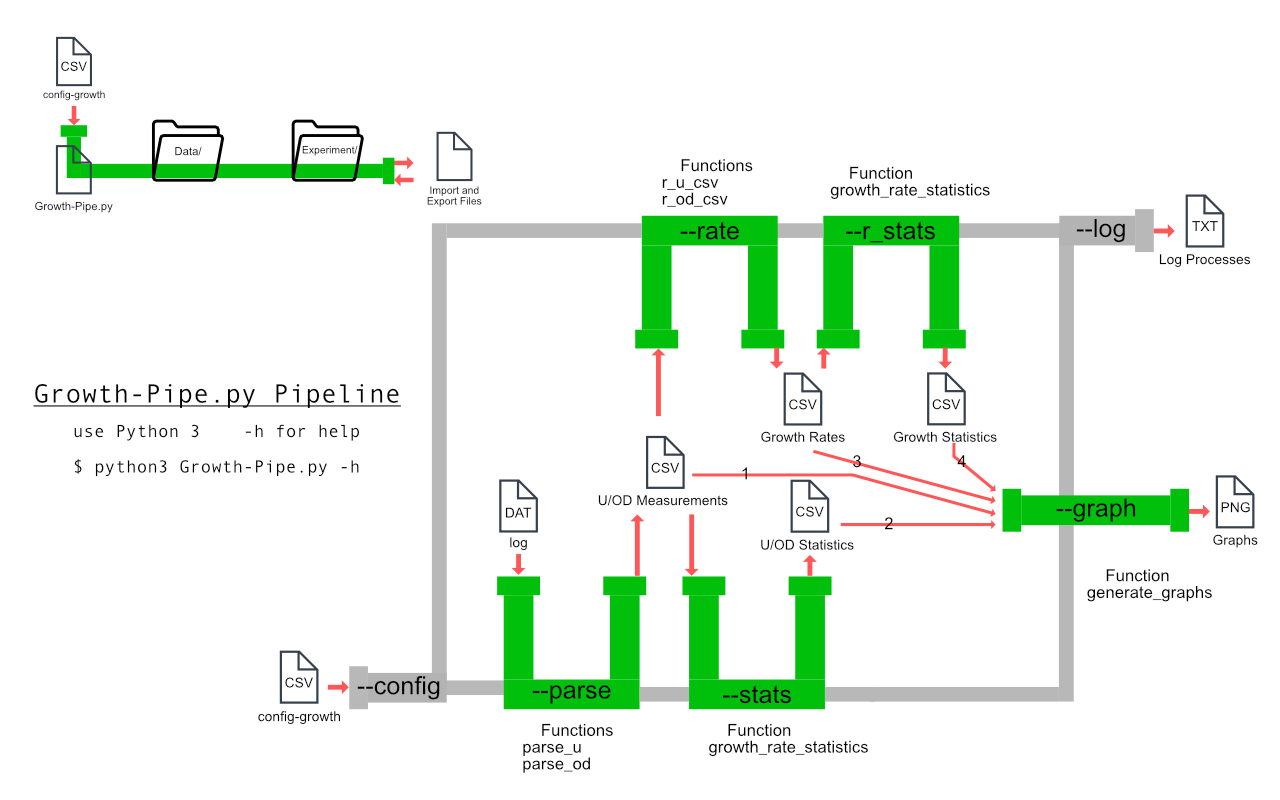 CSV
config-growth
Data/
Experiment/
Growth-Pipe.py
Import and
Export Files
Functions
r_u_csv
r_od_csv
Function
growth_rate_statistics
--rate
--r_stats
--log
TXT
Log Processes
Growth-Pipe.py Pipeline
use Python 3 -h for help
$ python3 Growth-Pipe.py -h
CSV
Growth Rates
CSV
Growth Statistics
CSV
U/OD Measurements
1
3
4
DAT
log
CSV
U/OD Statistics
2
--graph
PNG
Graphs
Function
generate_graphs
CSV
config-growth
--config
--parse
--stats
Functions
parse_u
parse_od
Function
growth_rate_statistics